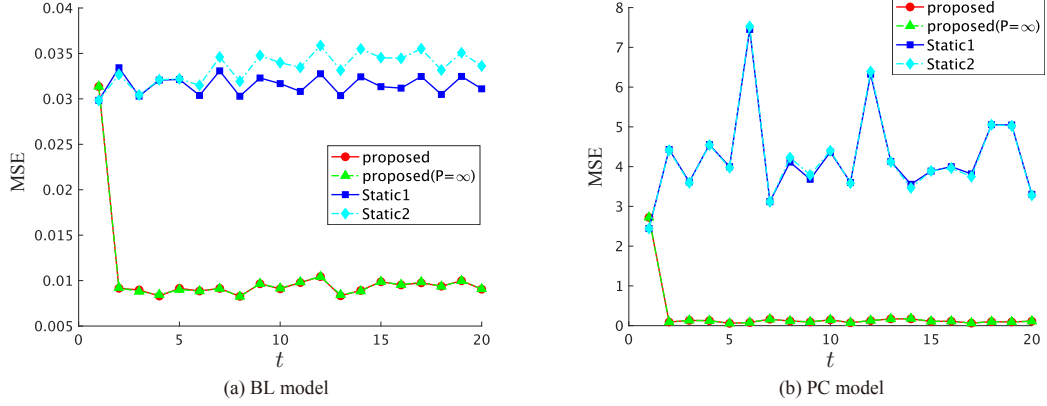 0.04
0.035
0.03
0.025
0.02
0.015
0.01
0.005
MSE
0
5
10
15
20
t
proposed
proposed(P=∞)
Static1
Static2
(a) BL model
8
7
6
5
4
3
2
1
0
MSE
0
5
10
15
20
t
proposed
proposed(P=∞)
Static1
Static2
(b) PC model